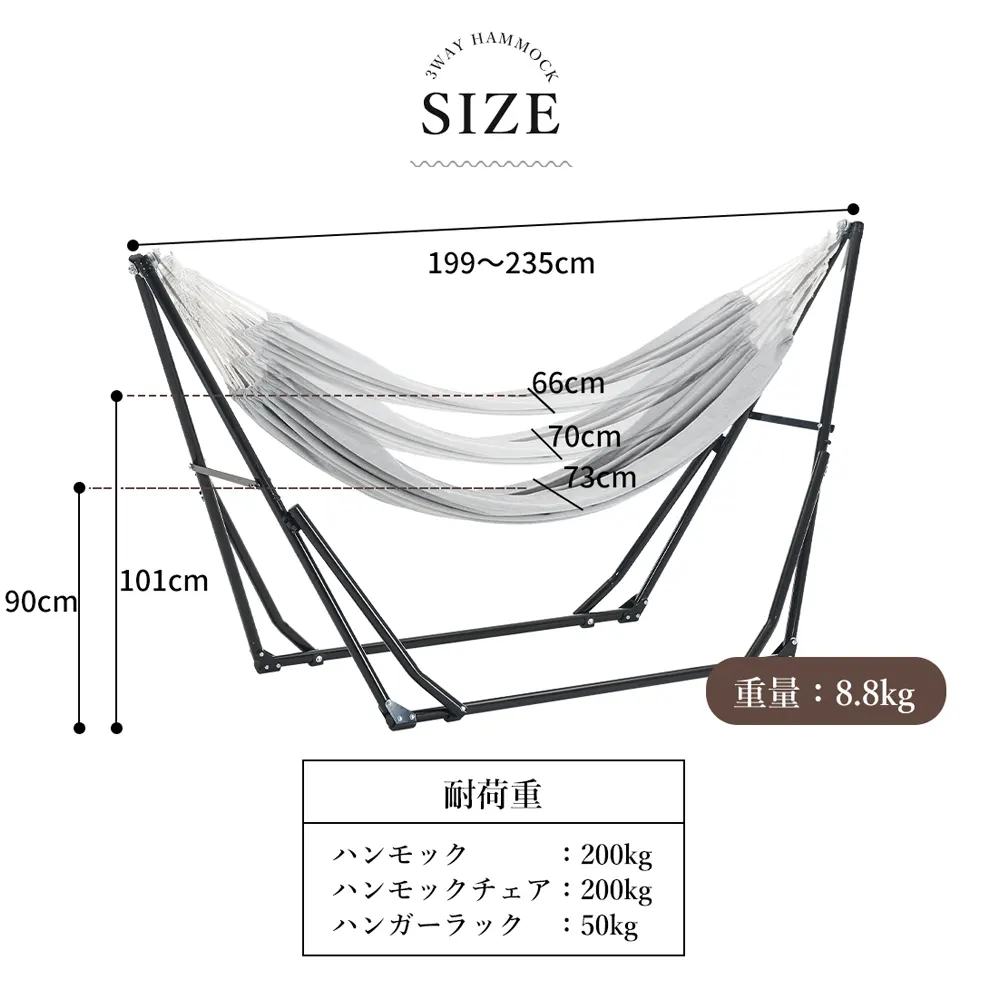 3WAY HAMMOCK
SIZE
199〜235cm
66cm
70cm
73cm
101cm
90cm
重量：8.8kg
耐荷重
ハンモック　　　：200kg
ハンモックチェア：200kg
ハンガーラック　：50kg